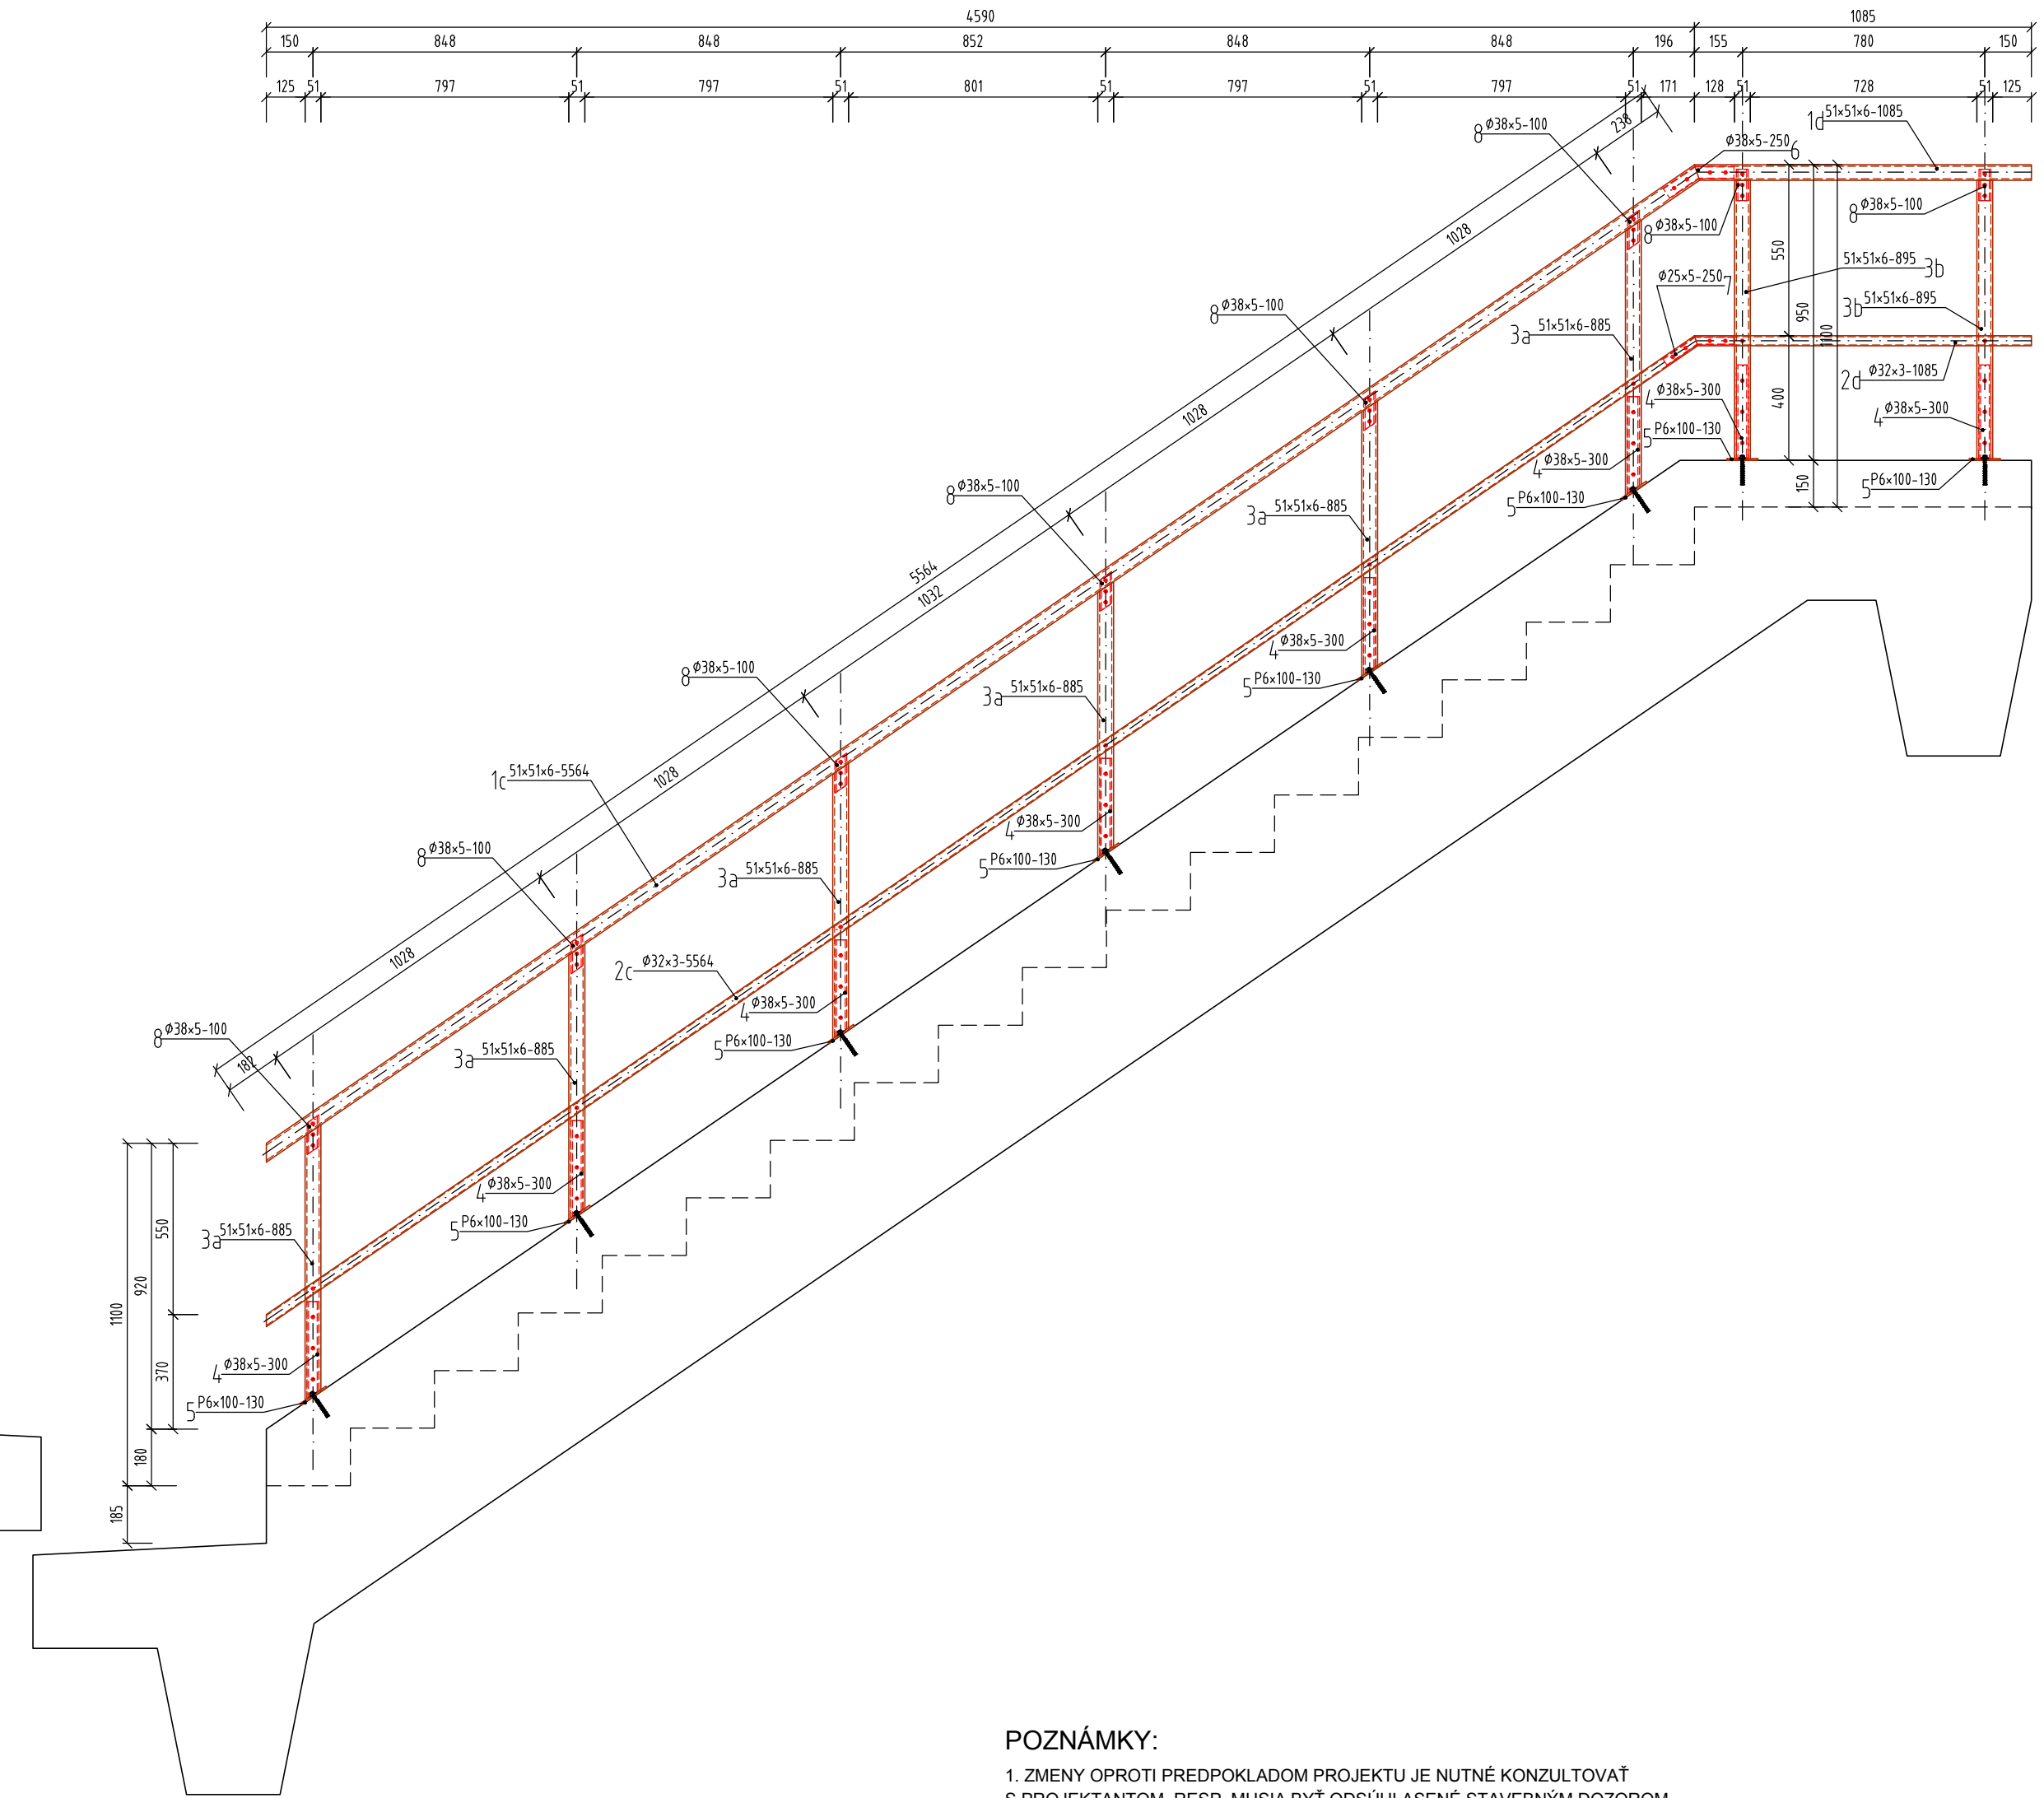 4590 1085
150 848 848 852 848 848 196 155 780 150
125 51 797 51 797 51 801 51 797 51 797 51 171 128 51 728 51 125
1d 51×51×6-1085
8 Ø38×5-100
238
Ø38×5-250 6
8 Ø38×5-100
8 Ø38×5-100
1028
550
51×51×6-895 3b
Ø25×5-250 7
3b 51×51×6-895
950
1100
8 Ø38×5-100
3a 51×51×6-885
2d Ø32×3-1085
4 Ø38×5-300
400
1028
4 Ø38×5-300
5 P6×100-130
4 Ø38×5-300
5 P6×100-130
150
5 P6×100-130
8 Ø38×5-100
3a 51×51×6-885
5564
1032
4 Ø38×5-300
8 Ø38×5-100
5 P6×100-130
3a 51×51×6-885
1c 51×51×6-5564
1028
4 Ø38×5-300
8 Ø38×5-100
5 P6×100-130
3a 51×51×6-885
1028
2c Ø32×3-5564
4 Ø38×5-300
8 Ø38×5-100
5 P6×100-130
3a 51×51×6-885
182
4 Ø38×5-300
550
3a 51×51×6-885
5 P6×100-130
920
1100
370
4 Ø38×5-300
5 P6×100-130
180
185
POZNÁMKY:
1. ZMENY OPROTI PREDPOKLADOM PROJEKTU JE NUTNÉ KONZULTOVAŤ
S PROJEKTANTOM, RESP. MUSIA BYŤ ODSÚHLASENÉ STAVEBNÝM DOZOROM